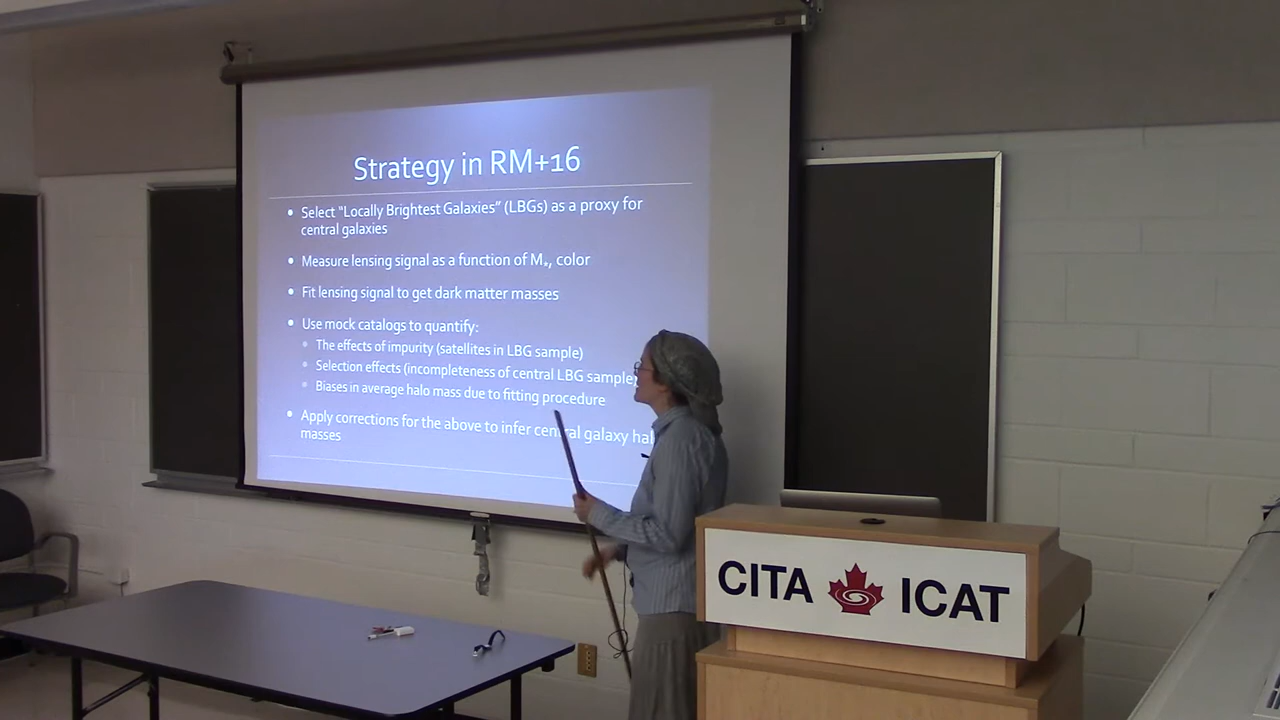 Strategy in RM+16
• Select “Locally Brightest Galaxies” (LBGs) as a proxy for
central galaxies
• Measure lensing signal as a function of M*, color
• Fit lensing signal to get dark matter masses
• Use mock catalogs to quantify:
• The effects of impurity (satellites in LBG sample)
• Selection effects (incompleteness of central LBG sample)
• Biases in average halo mass due to fitting procedure
• Apply corrections for the above to infer central galaxy halo
masses
CITA ICAT